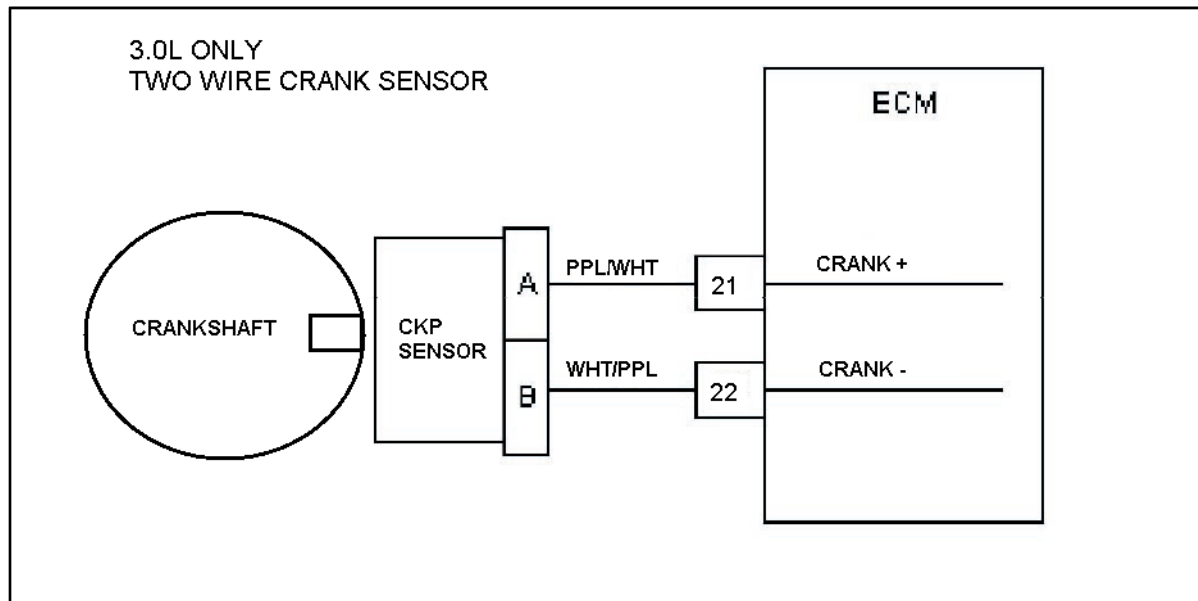 3.0L ONLY
TWO WIRE CRANK SENSOR
ECM
CRANKSHAFT
CKP
SENSOR
A
PPL/WHT
21
CRANK +
B
WHT/PPL
22
CRANK -